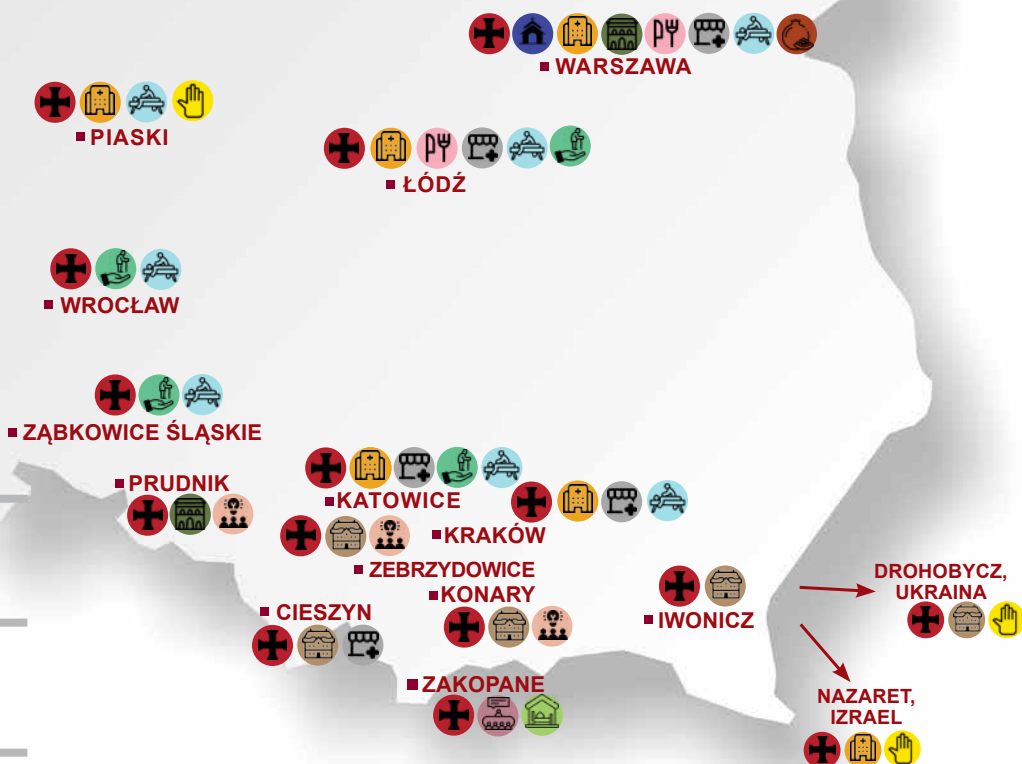 WARSZAWA
PIASKI
ŁÓDŹ
WROCŁAW
ZĄBKOWICE ŚLĄSKIE
PRUDNIK
KATOWICE
KRAKÓW
ZEBRZYDOWICE
KONARY
CIESZYN
IWONICZ
DROHOBYCZ,
UKRAINA
ZAKOPANE
NAZARET,
IZRAEL